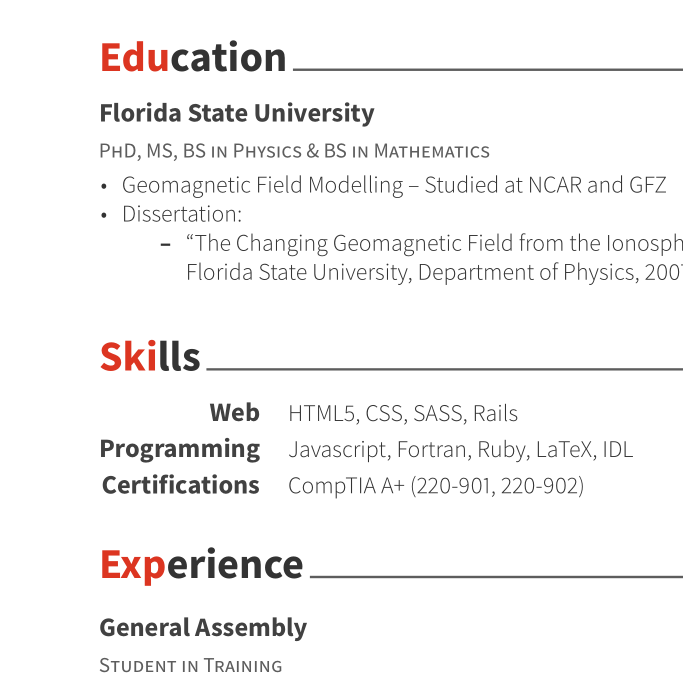 Education
Florida State University
PhD, MS, BS in Physics & BS in Mathematics
• Geomagnetic Field Modelling – Studied at NCAR and GFZ
• Dissertation:
– “The Changing Geomagnetic Field from the Ionosph
Florida State University, Department of Physics, 2007
Skills
Web HTML5, CSS, SASS, Rails
Programming Javascript, Fortran, Ruby, LaTeX, IDL
Certifications CompTIA A+ (220-901, 220-902)
Experience
General Assembly
Student in Training